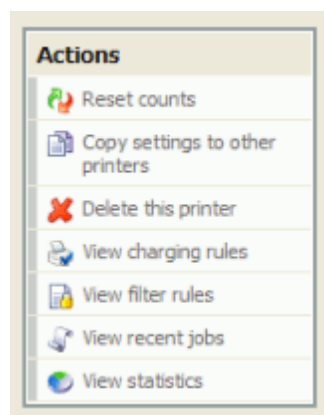 Actions
Reset counts
Copy settings to other
printers
Delete this printer
View charging rules
View filter rules
View recent jobs
View statistics